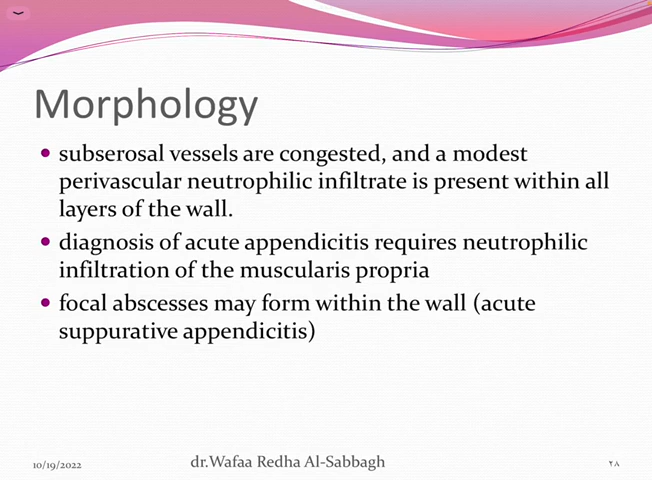 Morphology
subserosal vessels are congested, and a modest
perivascular neutrophilic infiltrate is present within all
layers of the wall.
diagnosis of acute appendicitis requires neutrophilic
infiltration of the muscularis propria
focal abscesses may form within the wall (acute
suppurative appendicitis)
10/19/2022
dr.Wafaa Redha Al-Sabbagh
٢٨